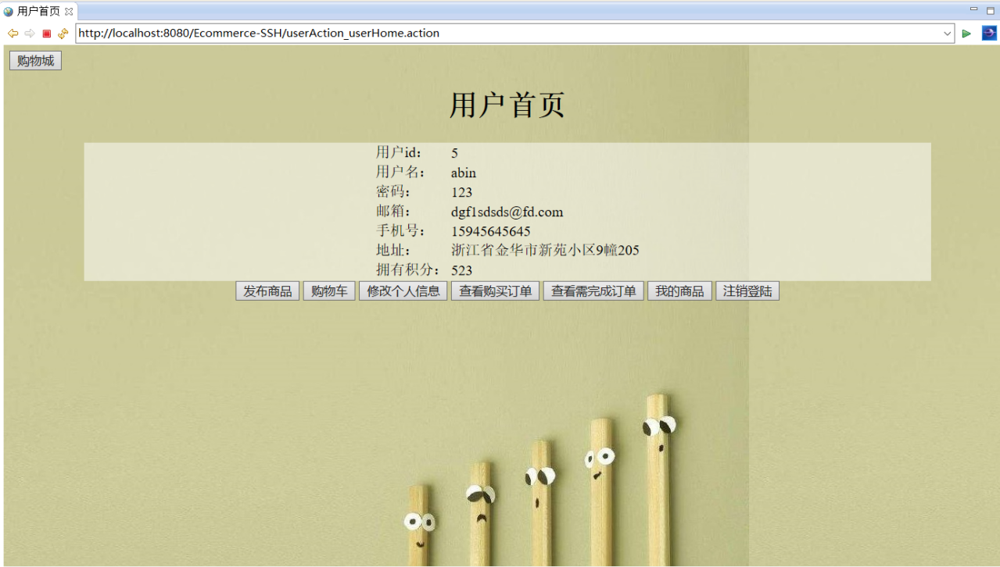 用户首页
http://localhost:8080/Ecommerce-SSH/userAction_userHome.action
购物城
用户首页
用户id： 5
用户名： abin
密码： 123
邮箱： dgf1sdsds@fd.com
手机号： 15945645645
地址： 浙江省金华市新苑小区9幢205
拥有积分： 523
发布商品 购物车 修改个人信息 查看购买订单 查看需完成订单 我的商品 注销登陆